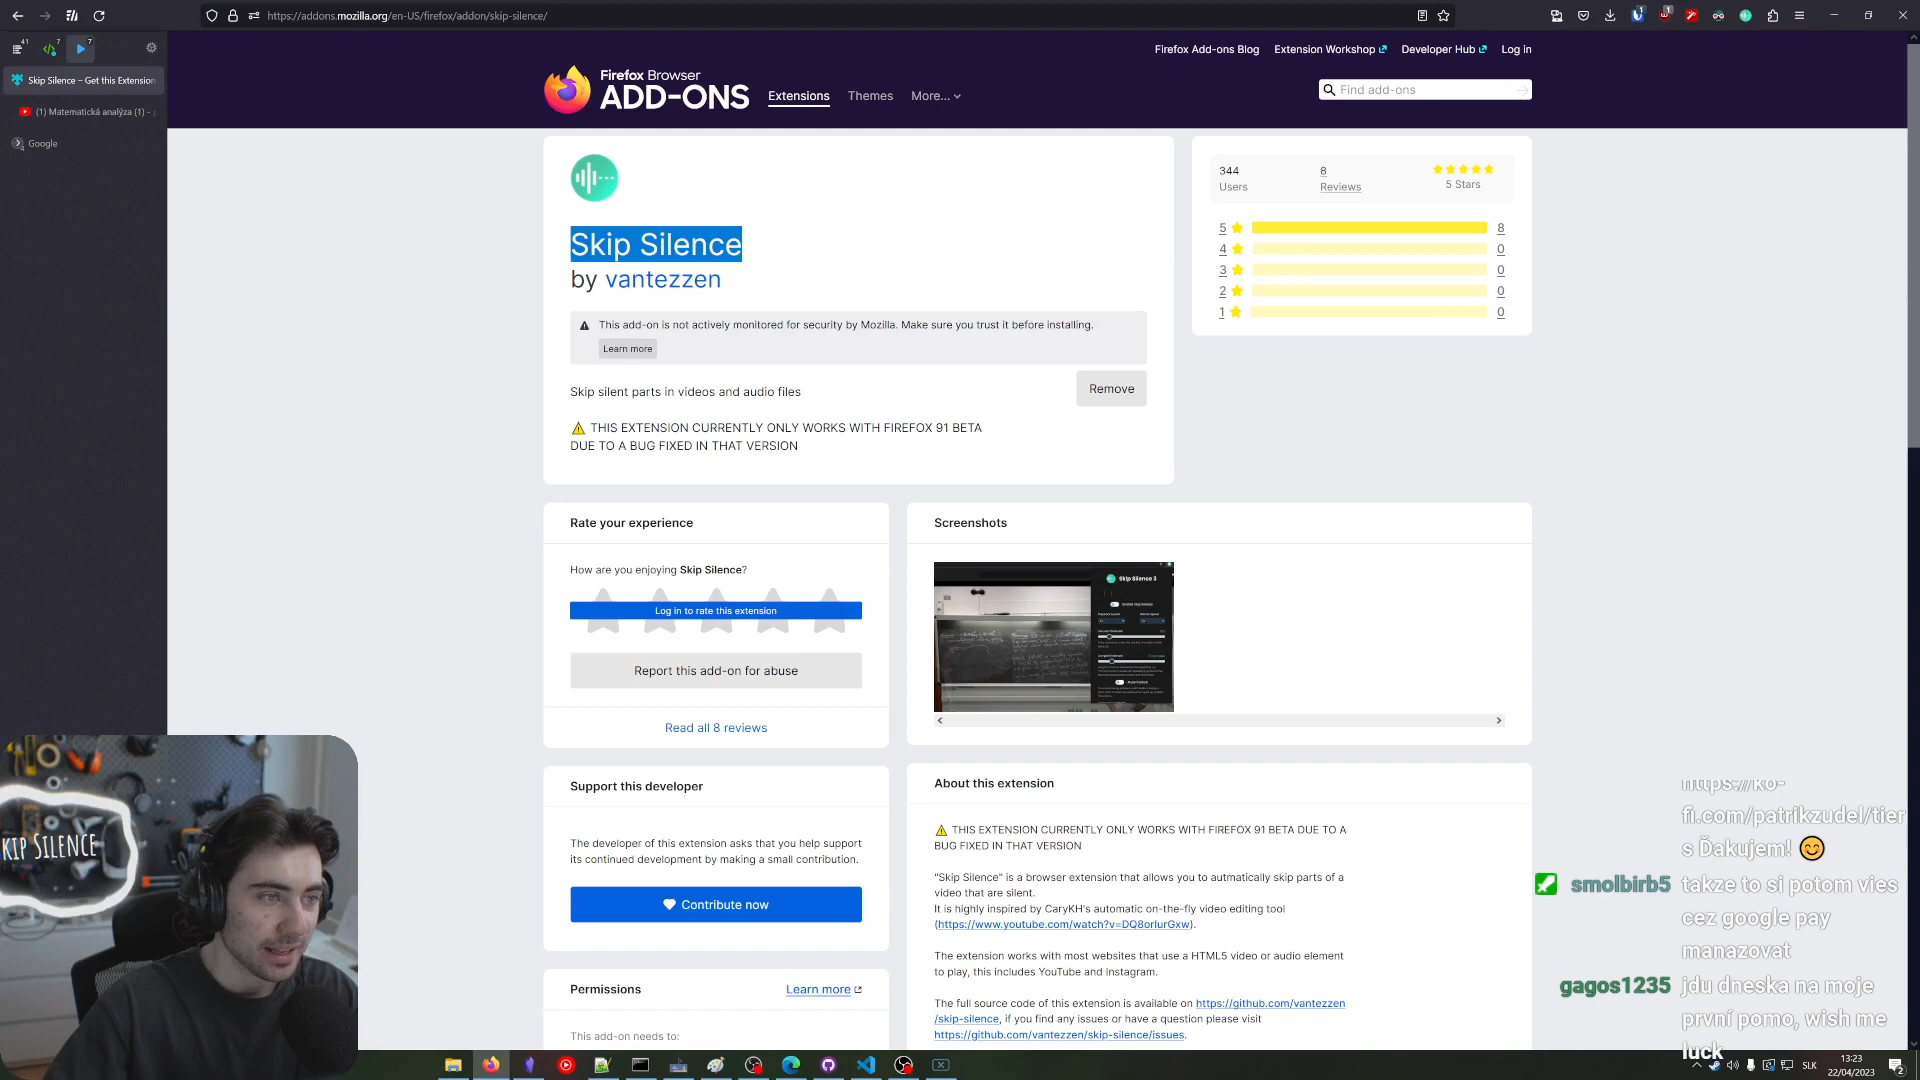 https://addons.mozilla.org/en-US/firefox/addon/skip-silence/
41
7
7
Skip Silence – Get this Extension
(1) Matematická analýza (1) -
Google
Firefox Add-ons Blog
Extension Workshop
Developer Hub
Log in
Firefox Browser
ADD-ONS
Extensions
Themes
More...
Find add-ons
Skip Silence
by vantezzen
This add-on is not actively monitored for security by Mozilla. Make sure you trust it before installing.
Learn more
Skip silent parts in videos and audio files
Remove
THIS EXTENSION CURRENTLY ONLY WORKS WITH FIREFOX 91 BETA
DUE TO A BUG FIXED IN THAT VERSION
344
Users
8
Reviews
5 Stars
5 8
4 0
3 0
2 0
1 0
Rate your experience
How are you enjoying Skip Silence?
Log in to rate this extension
Report this add-on for abuse
Read all 8 reviews
Screenshots
Skip Silence 3
Support this developer
The developer of this extension asks that you help support
its continued development by making a small contribution.
Contribute now
Permissions
Learn more
This add-on needs to:
About this extension
THIS EXTENSION CURRENTLY ONLY WORKS WITH FIREFOX 91 BETA DUE TO A
BUG FIXED IN THAT VERSION
"Skip Silence" is a browser extension that allows you to autmatically skip parts of a
video that are silent.
It is highly inspired by CaryKH's automatic on-the-fly video editing tool
(https://www.youtube.com/watch?v=DQ8orIurGxw).
The extension works with most websites that use a HTML5 video or audio element
to play, this includes YouTube and Instagram.
The full source code of this extension is available on https://github.com/vantezzen
/skip-silence, if you find any issues or have a question please visit
https://github.com/vantezzen/skip-silence/issues.
KIP SILENCE
https://ko-
fi.com/patrikzudel/tier
s Ďakujem!
smolbirb5 takze to si potom vies
cez google pay
manazovat
gagos1235 jdu dneska na moje
první pomo, wish me
luck
SLK
13:23
22/04/2023
2